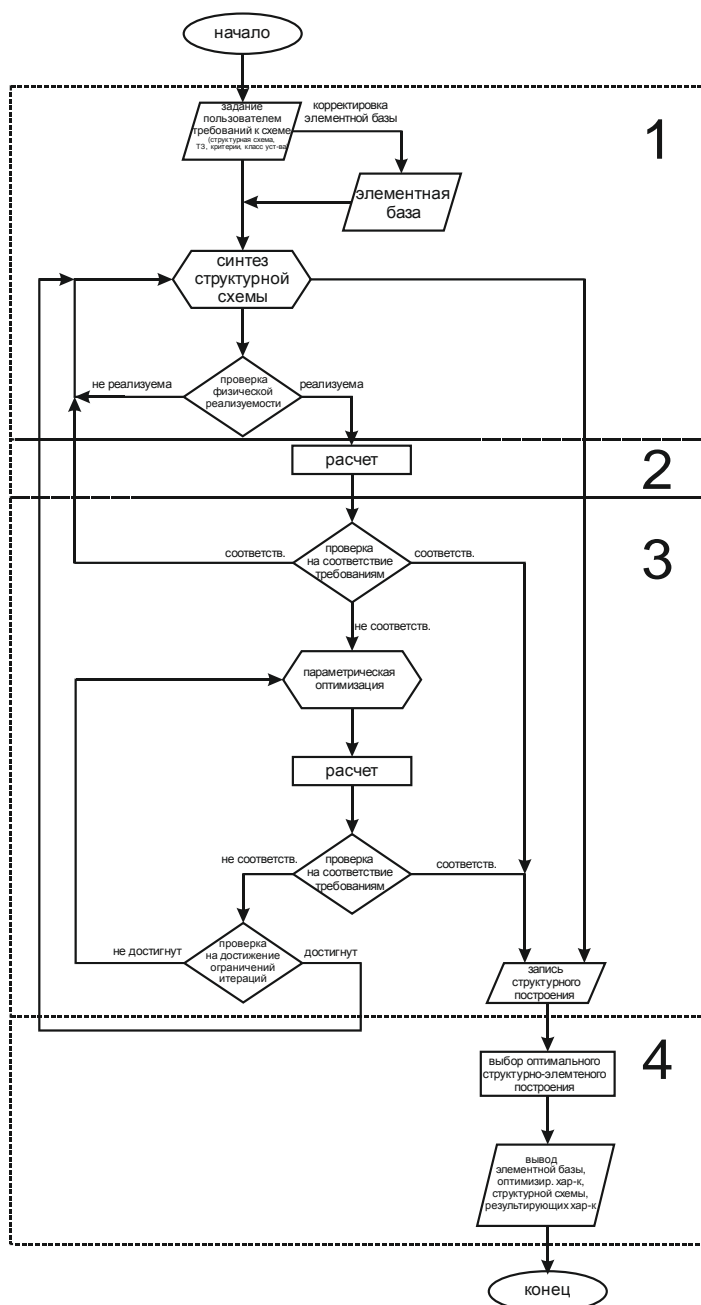 начало
задание
пользователем
требований к схеме
(структурная схема,
ТЗ, критерии, класс уст-ва)
корректировка
элементной базы
1
элементная
база
синтез
структурной
схемы
не реализуема
проверка
физической
реализуемости
реализуема
расчет
2
3
соответств.
проверка
на соответствие
требованиям
соответств.
не соответств.
параметрическая
оптимизация
расчет
не соответств.
проверка
на соответствие
требованиям
соответств.
не достигнут
проверка
на достижение
ограничений
итераций
достигнут
запись
структурного
построения
4
выбор оптимального
структурно-элемтеного
построения
вывод
элементной базы,
оптимизир. хар-к,
структурной схемы,
результирующих хар-к
конец